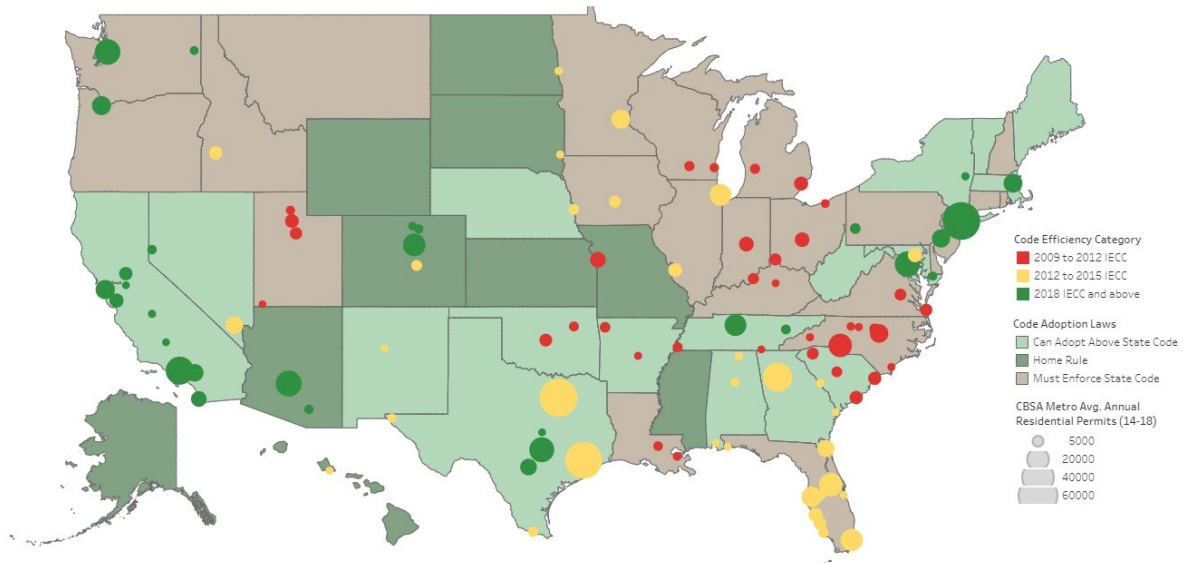 Code Efficiency Category
2009 to 2012 IECC
2012 to 2015 IECC
2018 IECC and above
Code Adoption Laws
Can Adopt Above State Code
Home Rule
Must Enforce State Code
CBSA Metro Avg. Annual
Residential Permits (14-18)
5000
20000
40000
60000